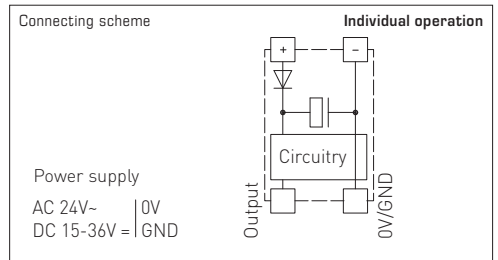 Connecting scheme
Individual operation
+ −
Circuitry
Power supply
AC 24V~ | 0V
DC 15-36V = | GND
Output
0V/GND